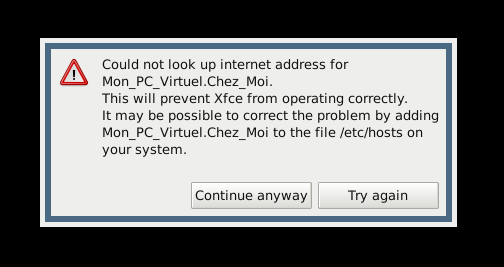 Could not look up internet address for
Mon_PC_Virtuel.Chez_Moi.
This will prevent Xfce from operating correctly.
It may be possible to correct the problem by adding
Mon_PC_Virtuel.Chez_Moi to the file /etc/hosts on
your system.
Continue anyway
Try again